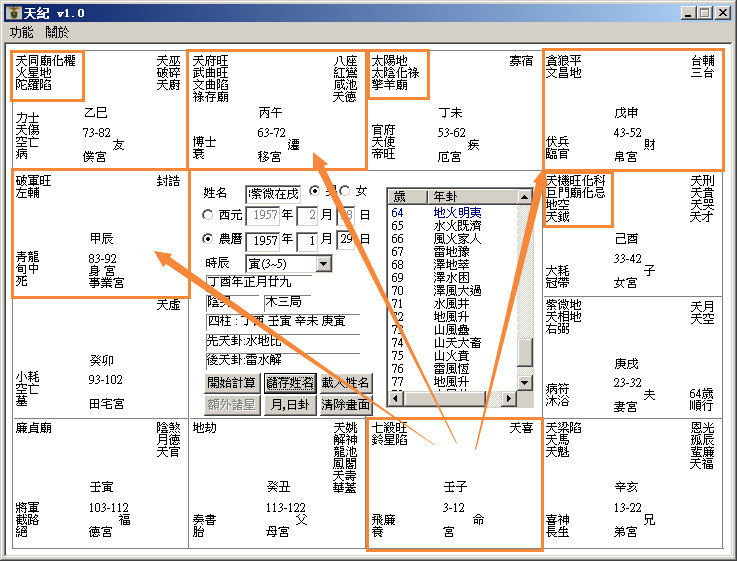 天紀 v1.0
功能 關於
天同廟化權
火星地
陀羅陷
天巫
破碎
天廚
力士
天傷
空亡
病
乙巳
73-82
僕宮
友
天府旺
武曲旺
文曲陷
祿存廟
八座
紅鸞
咸池
天德
博士
衰
丙午
63-72
移宮
遷
太陽地
太陰化祿
擎羊廟
寡宿
官府
天使
帝旺
丁未
53-62
厄宮
疾
貪狼平
文昌地
台輔
三台
伏兵
臨官
戊申
43-52
帛宮
財
破軍旺
左輔
封誥
青龍
旬中
死
甲辰
83-92
身 宮
事業宮
姓名
紫微在戌
男
女
西元
1957 年 2 月 28 日
農曆
1957 年 1 月 29 日
時辰
寅(3~5)
丁酉年正月廿九
陰男
木三局
四柱 : 丁酉 壬寅 辛未 庚寅
先天卦:水地比
後天卦:雷水解
開始計算
儲存姓名
載入姓名
額外諸星
月,日卦
清除畫面
歲 年卦
64 地火明夷
65 水火既濟
66 風火家人
67 雷地豫
68 澤地萃
69 澤水困
70 澤風大過
71 水風井
72 地風升
73 山風蠱
74 山天大畜
75 山火賁
76 雷風恆
77 地風升
天機旺化科
巨門廟化忌
地空
天鉞
天刑
天貴
天哭
天才
大耗
冠帶
己酉
33-42
女宮
子
天虛
小耗
空亡
墓
癸卯
93-102
田宅宮
紫微地
天相地
右弼
天月
天空
病符
沐浴
庚戌
23-32
妻宮
夫
64歲
順行
廉貞廟
陰煞
月德
天官
將軍
截路
絕
壬寅
103-112
德宮
福
地劫
天姚
解神
龍池
鳳閣
天壽
華蓋
奏書
胎
癸丑
113-122
母宮
父
七殺旺
鈴星陷
天喜
飛廉
養
壬子
3-12
宮
命
天梁陷
天馬
天魁
恩光
孤辰
蜚廉
天福
喜神
長生
辛亥
13-22
弟宮
兄